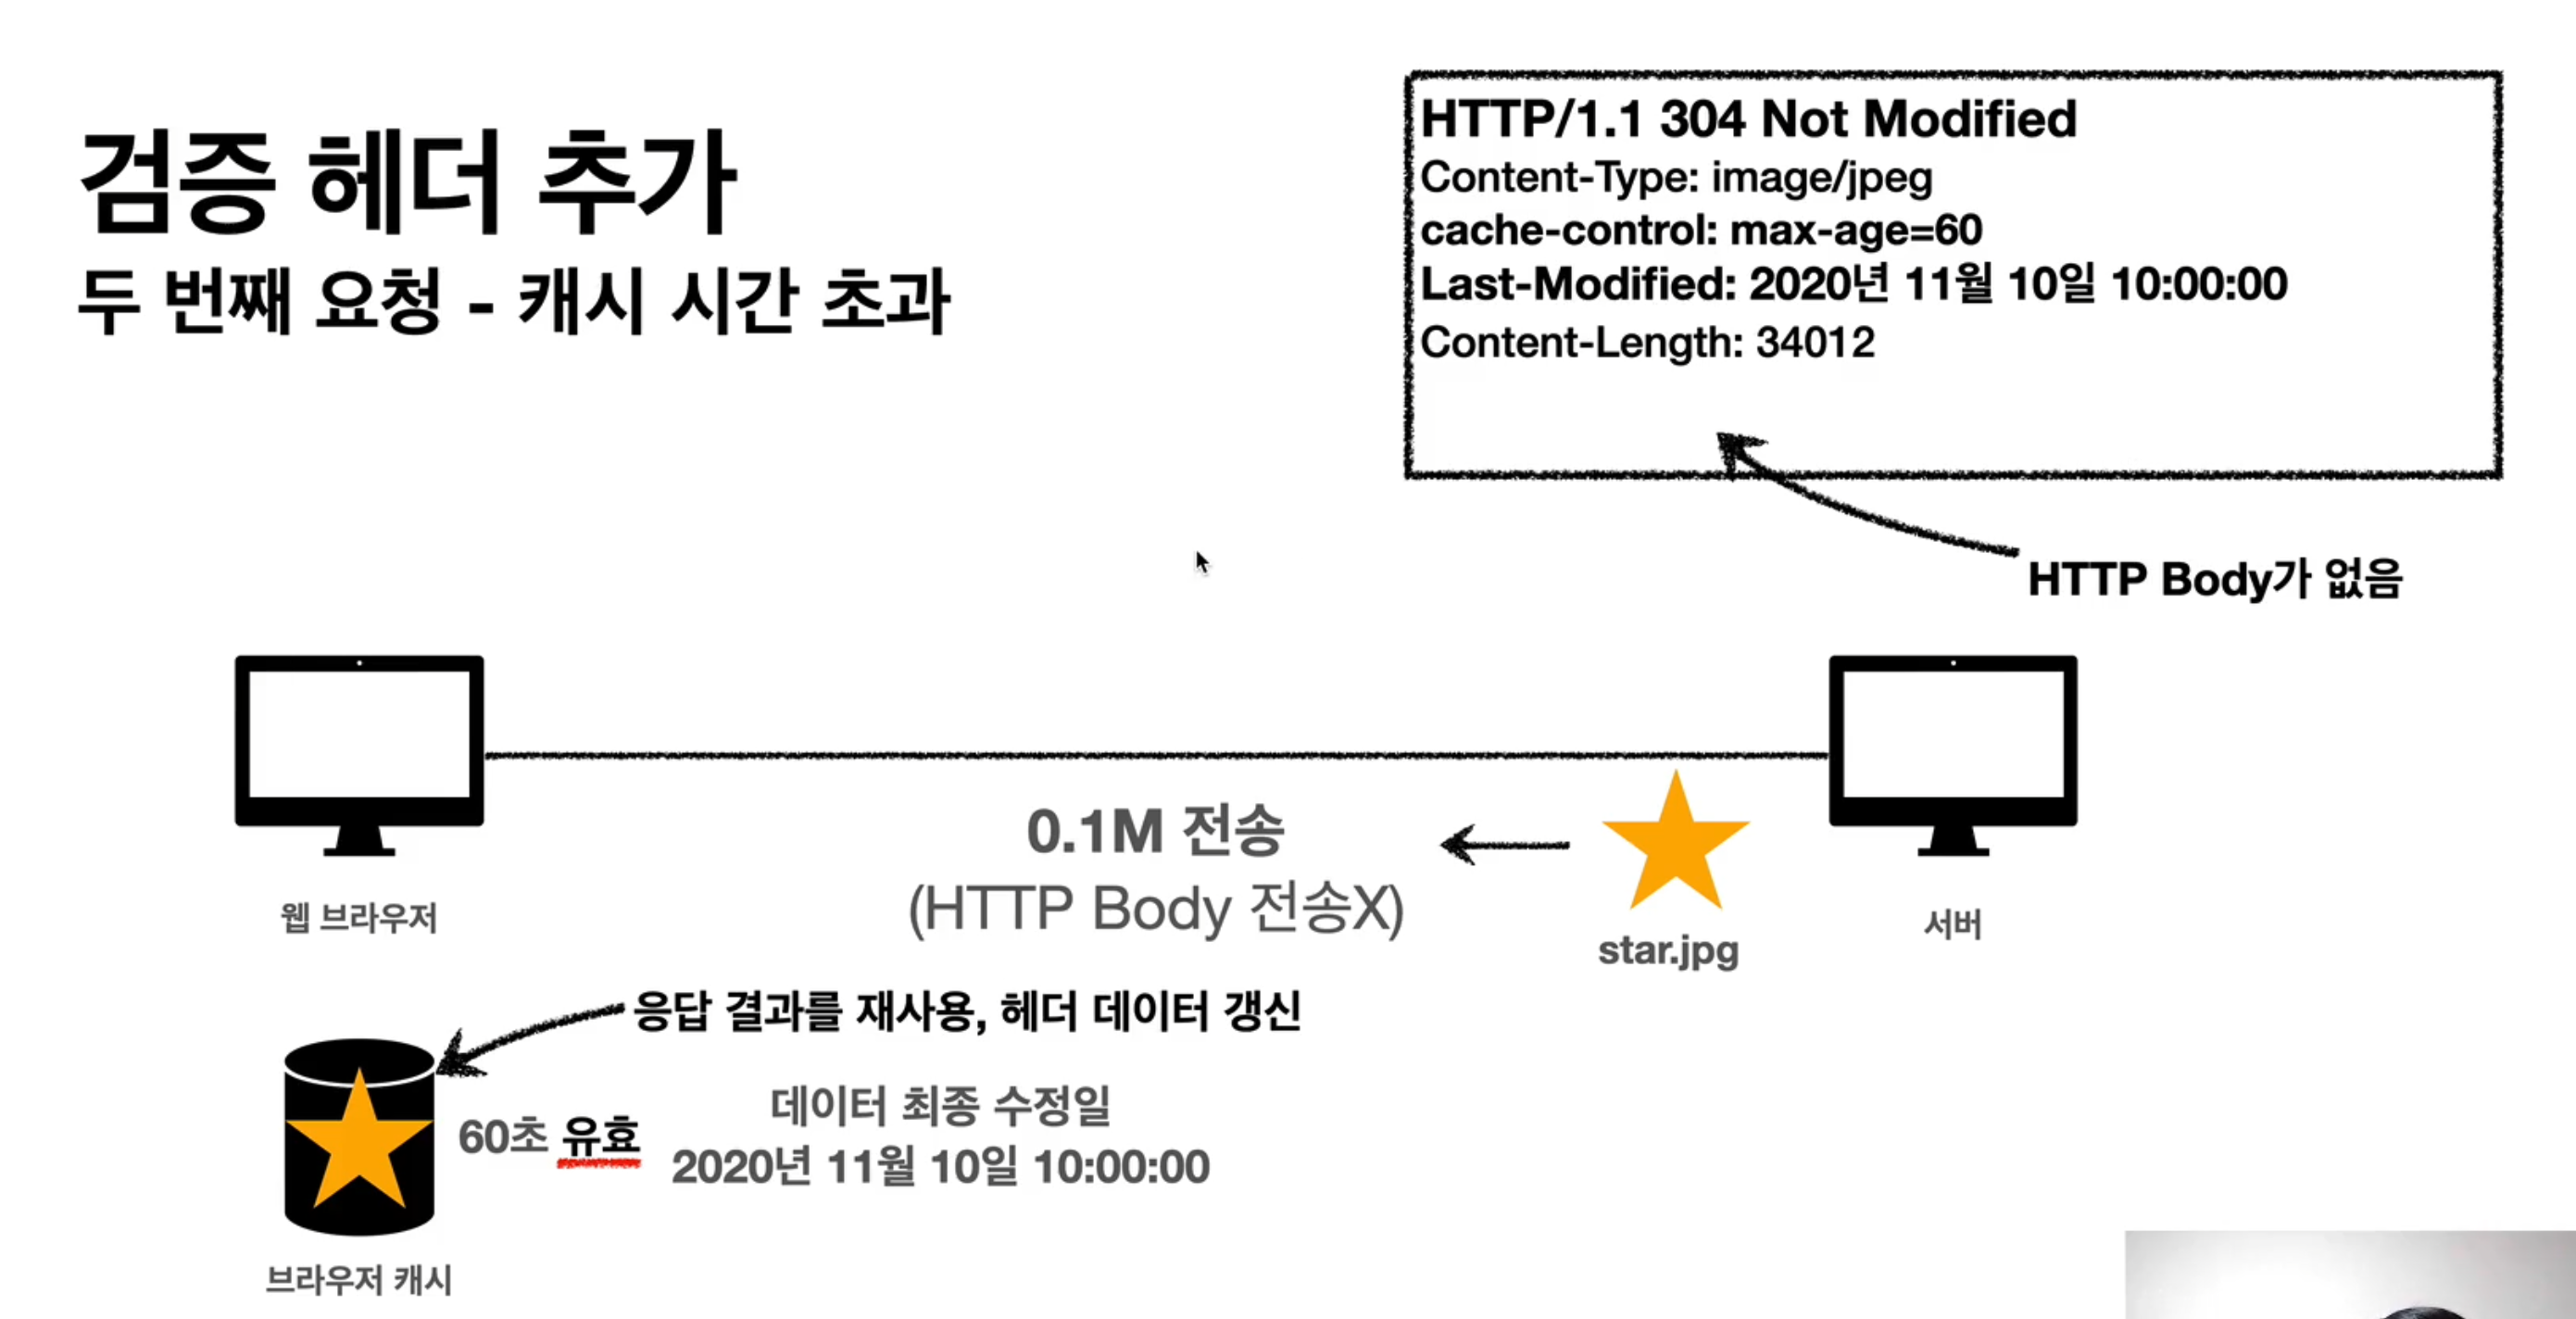 검증 헤더 추가
두 번째 요청 - 캐시 시간 초과
HTTP/1.1 304 Not Modified
Content-Type: image/jpeg
cache-control: max-age=60
Last-Modified: 2020년 11월 10일 10:00:00
Content-Length: 34012
HTTP Body가 없음
0.1M 전송
(HTTP Body 전송X)
웹 브라우저
star.jpg
서버
응답 결과를 재사용, 헤더 데이터 갱신
60초 유효
데이터 최종 수정일
2020년 11월 10일 10:00:00
브라우저 캐시